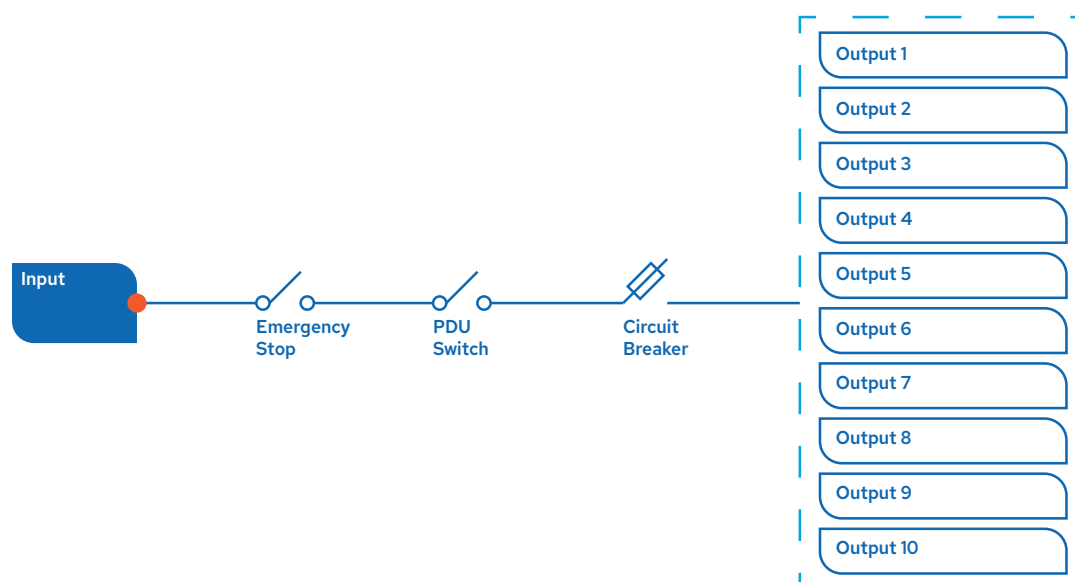 Input
Emergency
Stop
PDU
Switch
Circuit
Breaker
Output 1
Output 2
Output 3
Output 4
Output 5
Output 6
Output 7
Output 8
Output 9
Output 10